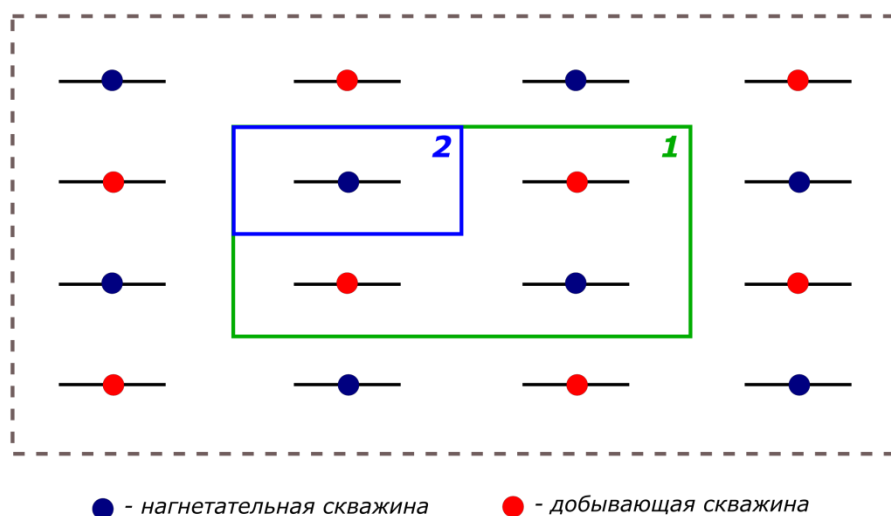 2
1
- нагнетательная скважина
- добывающая скважина